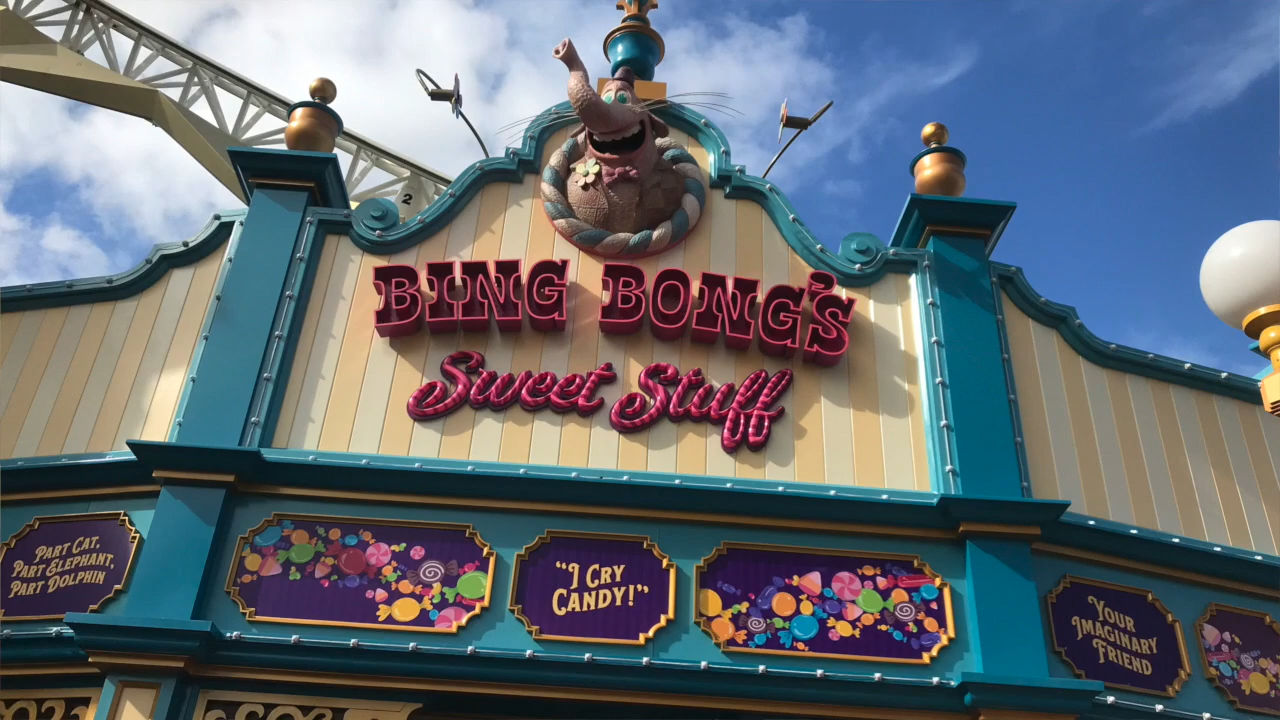 2
BING BONG'S
Sweet Stuff
PART CAT,
PART ELEPHANT,
PART DOLPHIN
"I CRY
CANDY!"
YOUR
IMAGINARY
FRIEND